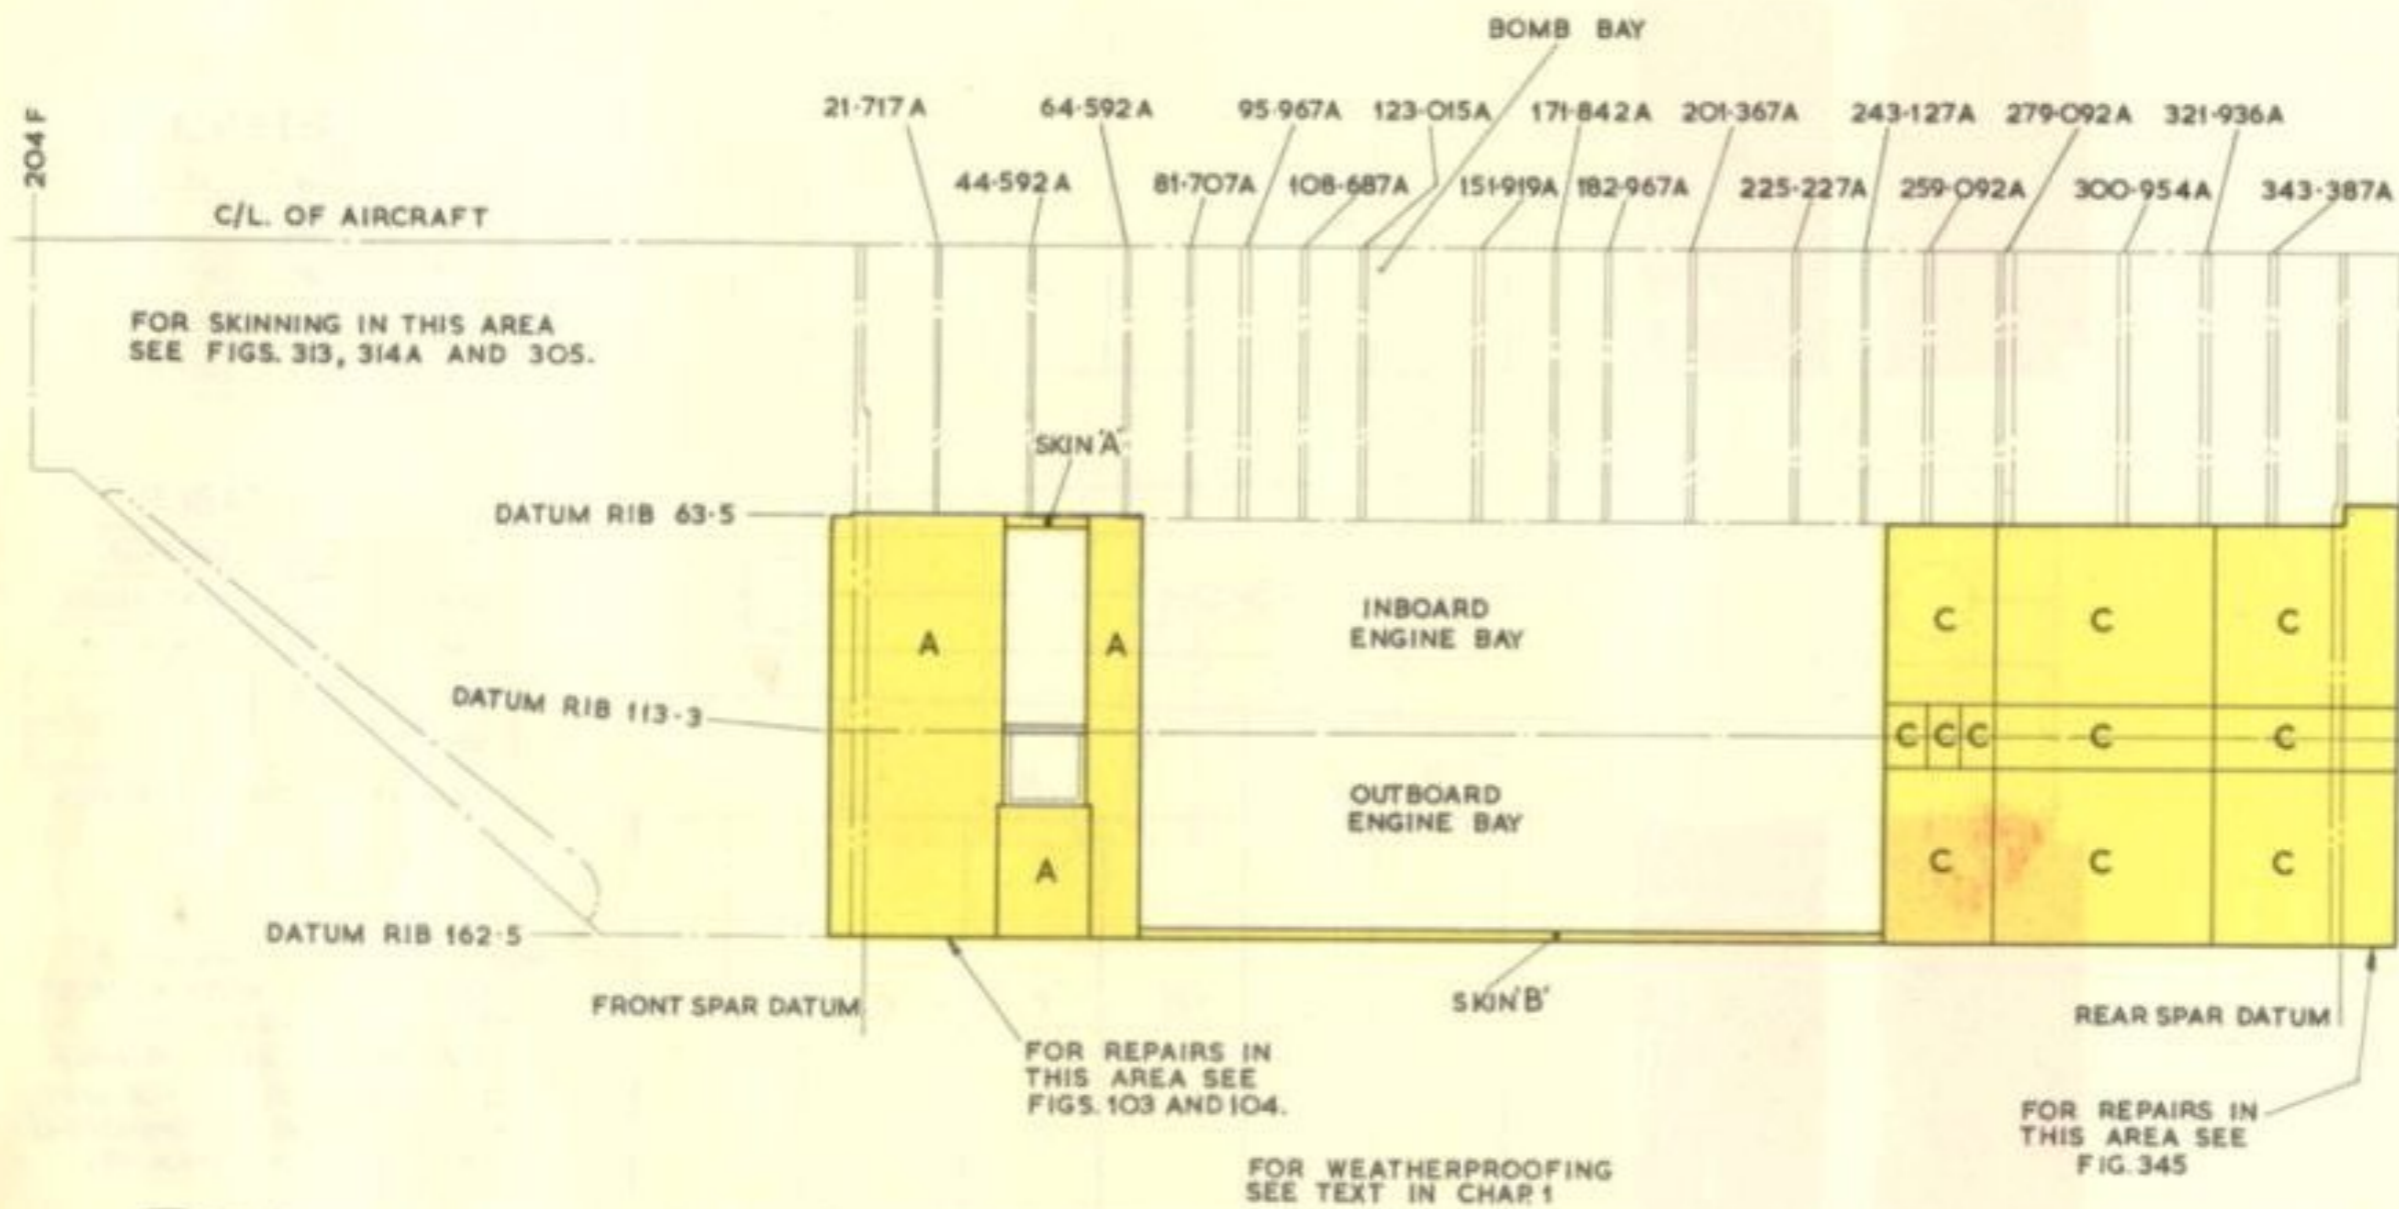 BOMB BAY
204 F
21·717A
64·592A
95·967A
123·015A
171·842A
201·367A
243·127A
279·092A
321·936A
44·592A
81·707A
108·687A
151·919A
182·967A
225·227A
259·092A
300·954A
343·387A
C/L. OF AIRCRAFT
FOR SKINNING IN THIS AREA
SEE FIGS. 313, 314A AND 305.
SKIN 'A'
DATUM RIB 63·5
INBOARD
ENGINE BAY
A
A
C
C
C
DATUM RIB 113·3
C
C
C
C
C
OUTBOARD
ENGINE BAY
A
C
C
C
DATUM RIB 162·5
FRONT SPAR DATUM
SKIN 'B'
REAR SPAR DATUM
FOR REPAIRS IN
THIS AREA SEE
FIGS. 103 AND 104.
FOR REPAIRS IN
THIS AREA SEE
FIG. 345
FOR WEATHERPROOFING
SEE TEXT IN CHAP. 1